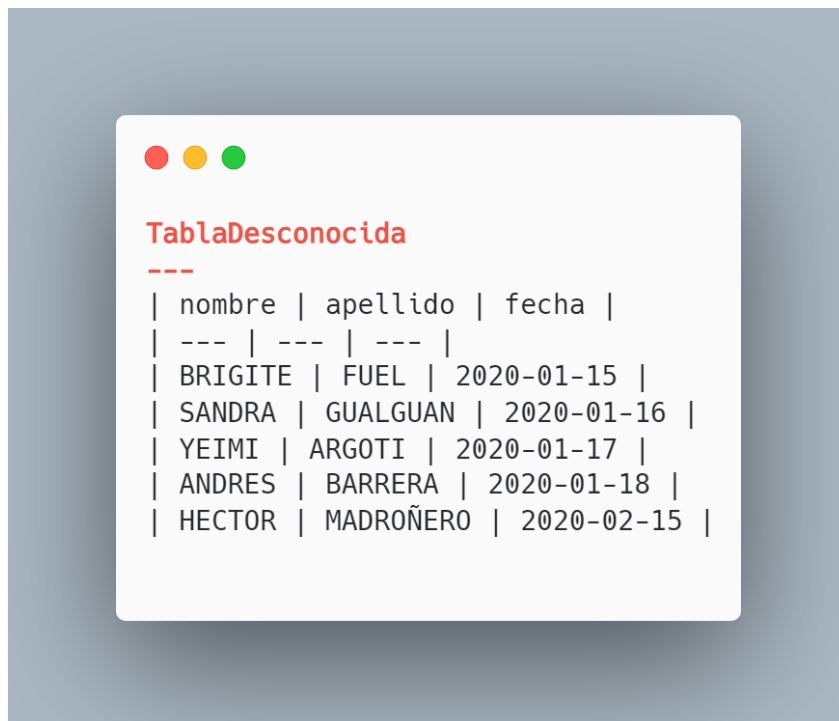 TablaDesconocida
---
| nombre | apellido | fecha |
| --- | --- | --- |
| BRIGITE | FUEL | 2020-01-15 |
| SANDRA | GUALGUAN | 2020-01-16 |
| YEIMI | ARGOTI | 2020-01-17 |
| ANDRES | BARRERA | 2020-01-18 |
| HECTOR | MADROÑERO | 2020-02-15 |